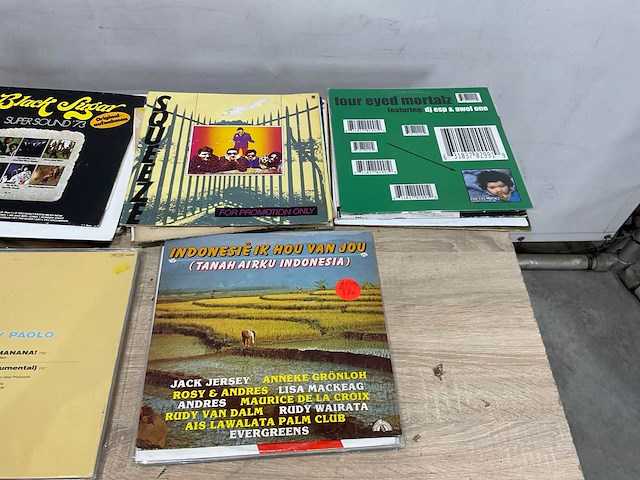 Black Sugar
SUPER SOUND '73
SQUEEZE
FOR PROMOTION ONLY
four eyed mortalz
featuring dj esp & awol one
INDONESIË IK HOU VAN JOU
(TANAH AIRKU INDONESIA)
JACK JERSEY ANNEKE GRÖNLOH
ROSY & ANDRES LISA MACKEAG
ANDRES MAURICE DE LA CROIX
RUDY VAN DALM RUDY WAIRATA
AIS LAWALATA PALM CLUB
EVERGREENS
Y PAOLO
MANANA!
umental)